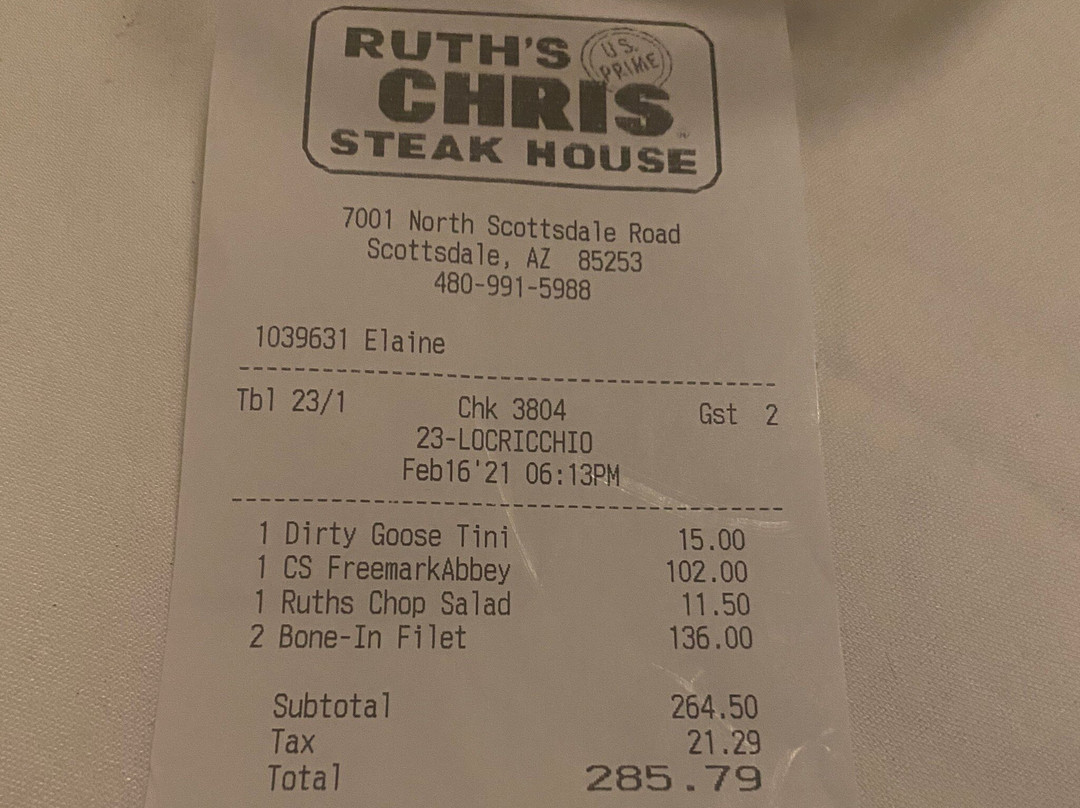 RUTH'S
U.S. PRIME
CHRIS
STEAK HOUSE
7001 North Scottsdale Road
Scottsdale, AZ 85253
480-991-5988
1039631 Elaine
Tbl 23/1 Chk 3804 Gst 2
23-LOCRICCHIO
Feb16'21 06:13PM
1 Dirty Goose Tini 15.00
1 CS FreemarkAbbey 102.00
1 Ruths Chop Salad 11.50
2 Bone-In Filet 136.00
Subtotal 264.50
Tax 21.29
Total 285.79